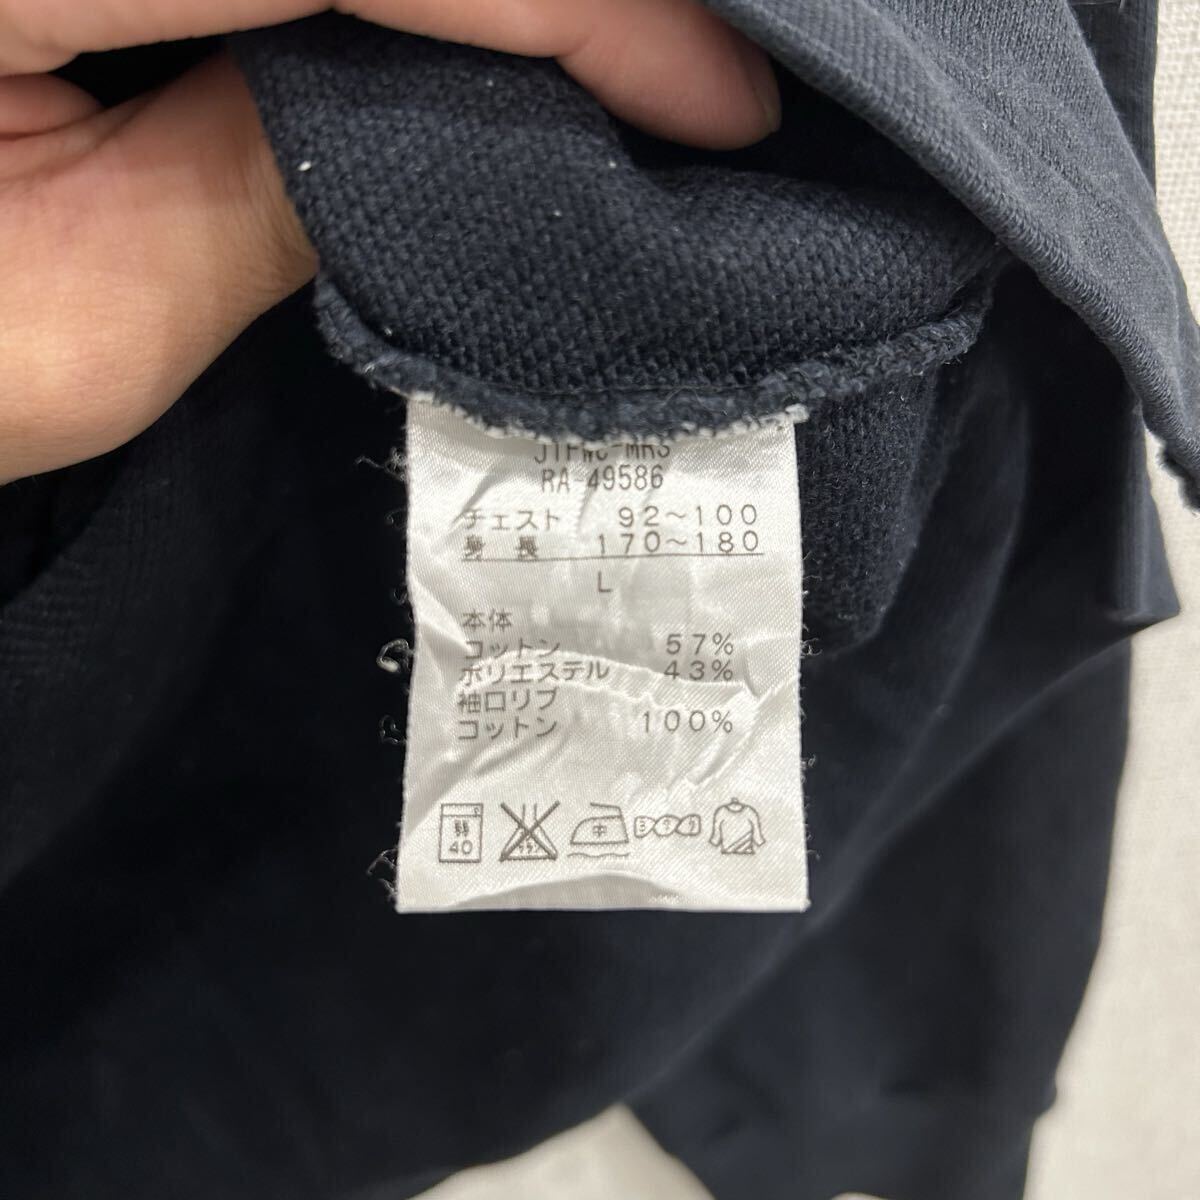 RA-49586
チェスト 92～100
身長 170～180
L
本体
コットン 57%
ポリエステル 43%
袖口リブ
コットン 100%
弱 中
40